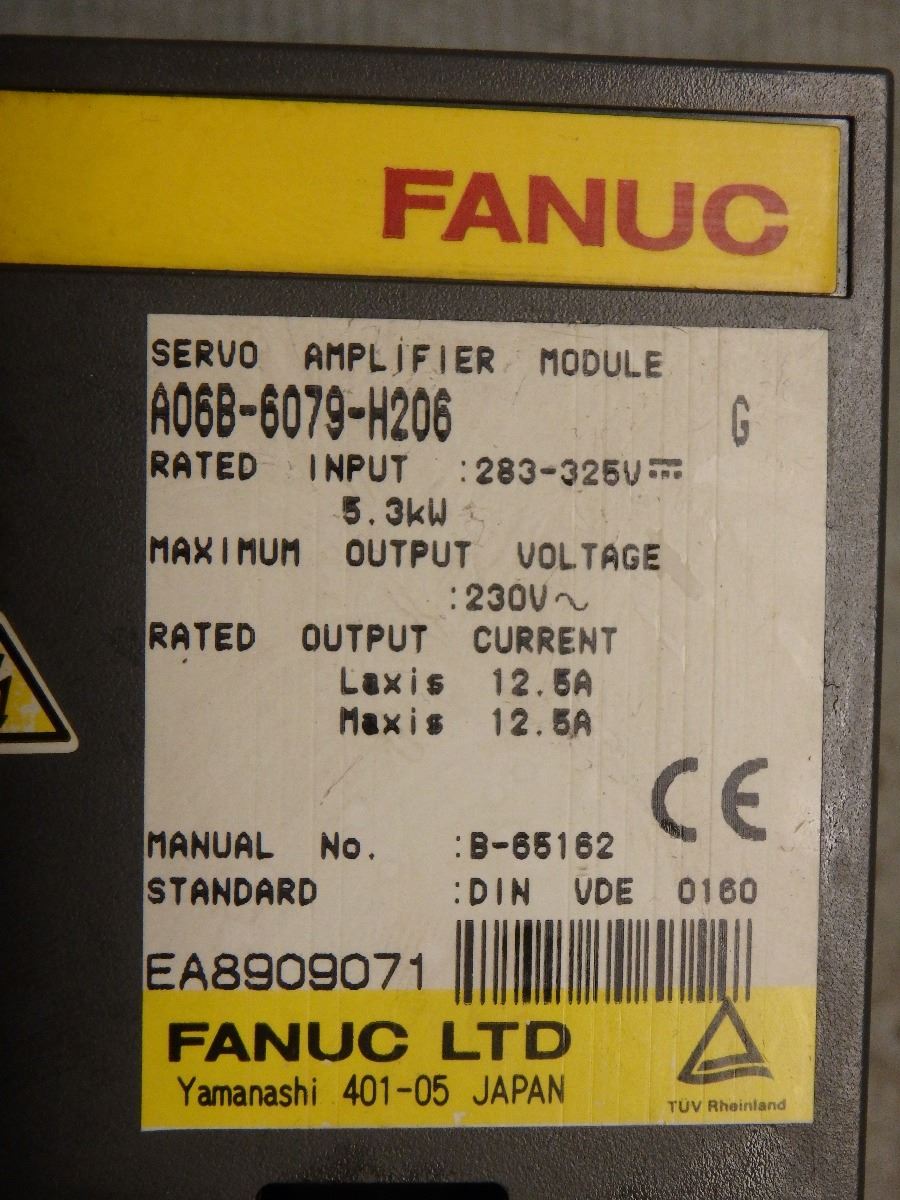 FANUC
SERVO AMPLIFIER MODULE
A06B-6079-H206 G
RATED INPUT :283-325V⎓
5.3kW
MAXIMUM OUTPUT VOLTAGE
:230V~
RATED OUTPUT CURRENT
Laxis 12.5A
Maxis 12.5A
CE
MANUAL No. :B-65162
STANDARD :DIN VDE 0160
EA8909071
FANUC LTD
Yamanashi 401-05 JAPAN
TÜV Rheinland